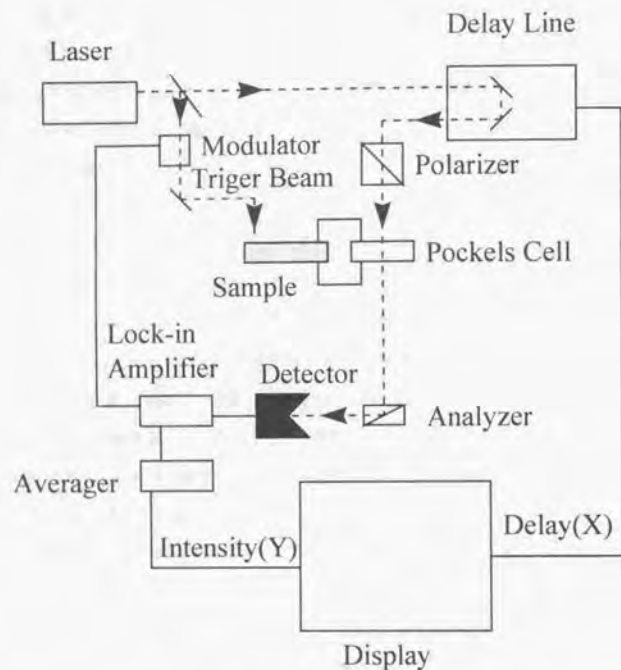 Delay Line
Laser
Modulator
Triger Beam
Polarizer
Pockels Cell
Sample
Lock-in
Amplifier
Detector
Analyzer
Averager
Intensity(Y)
Delay(X)
Display